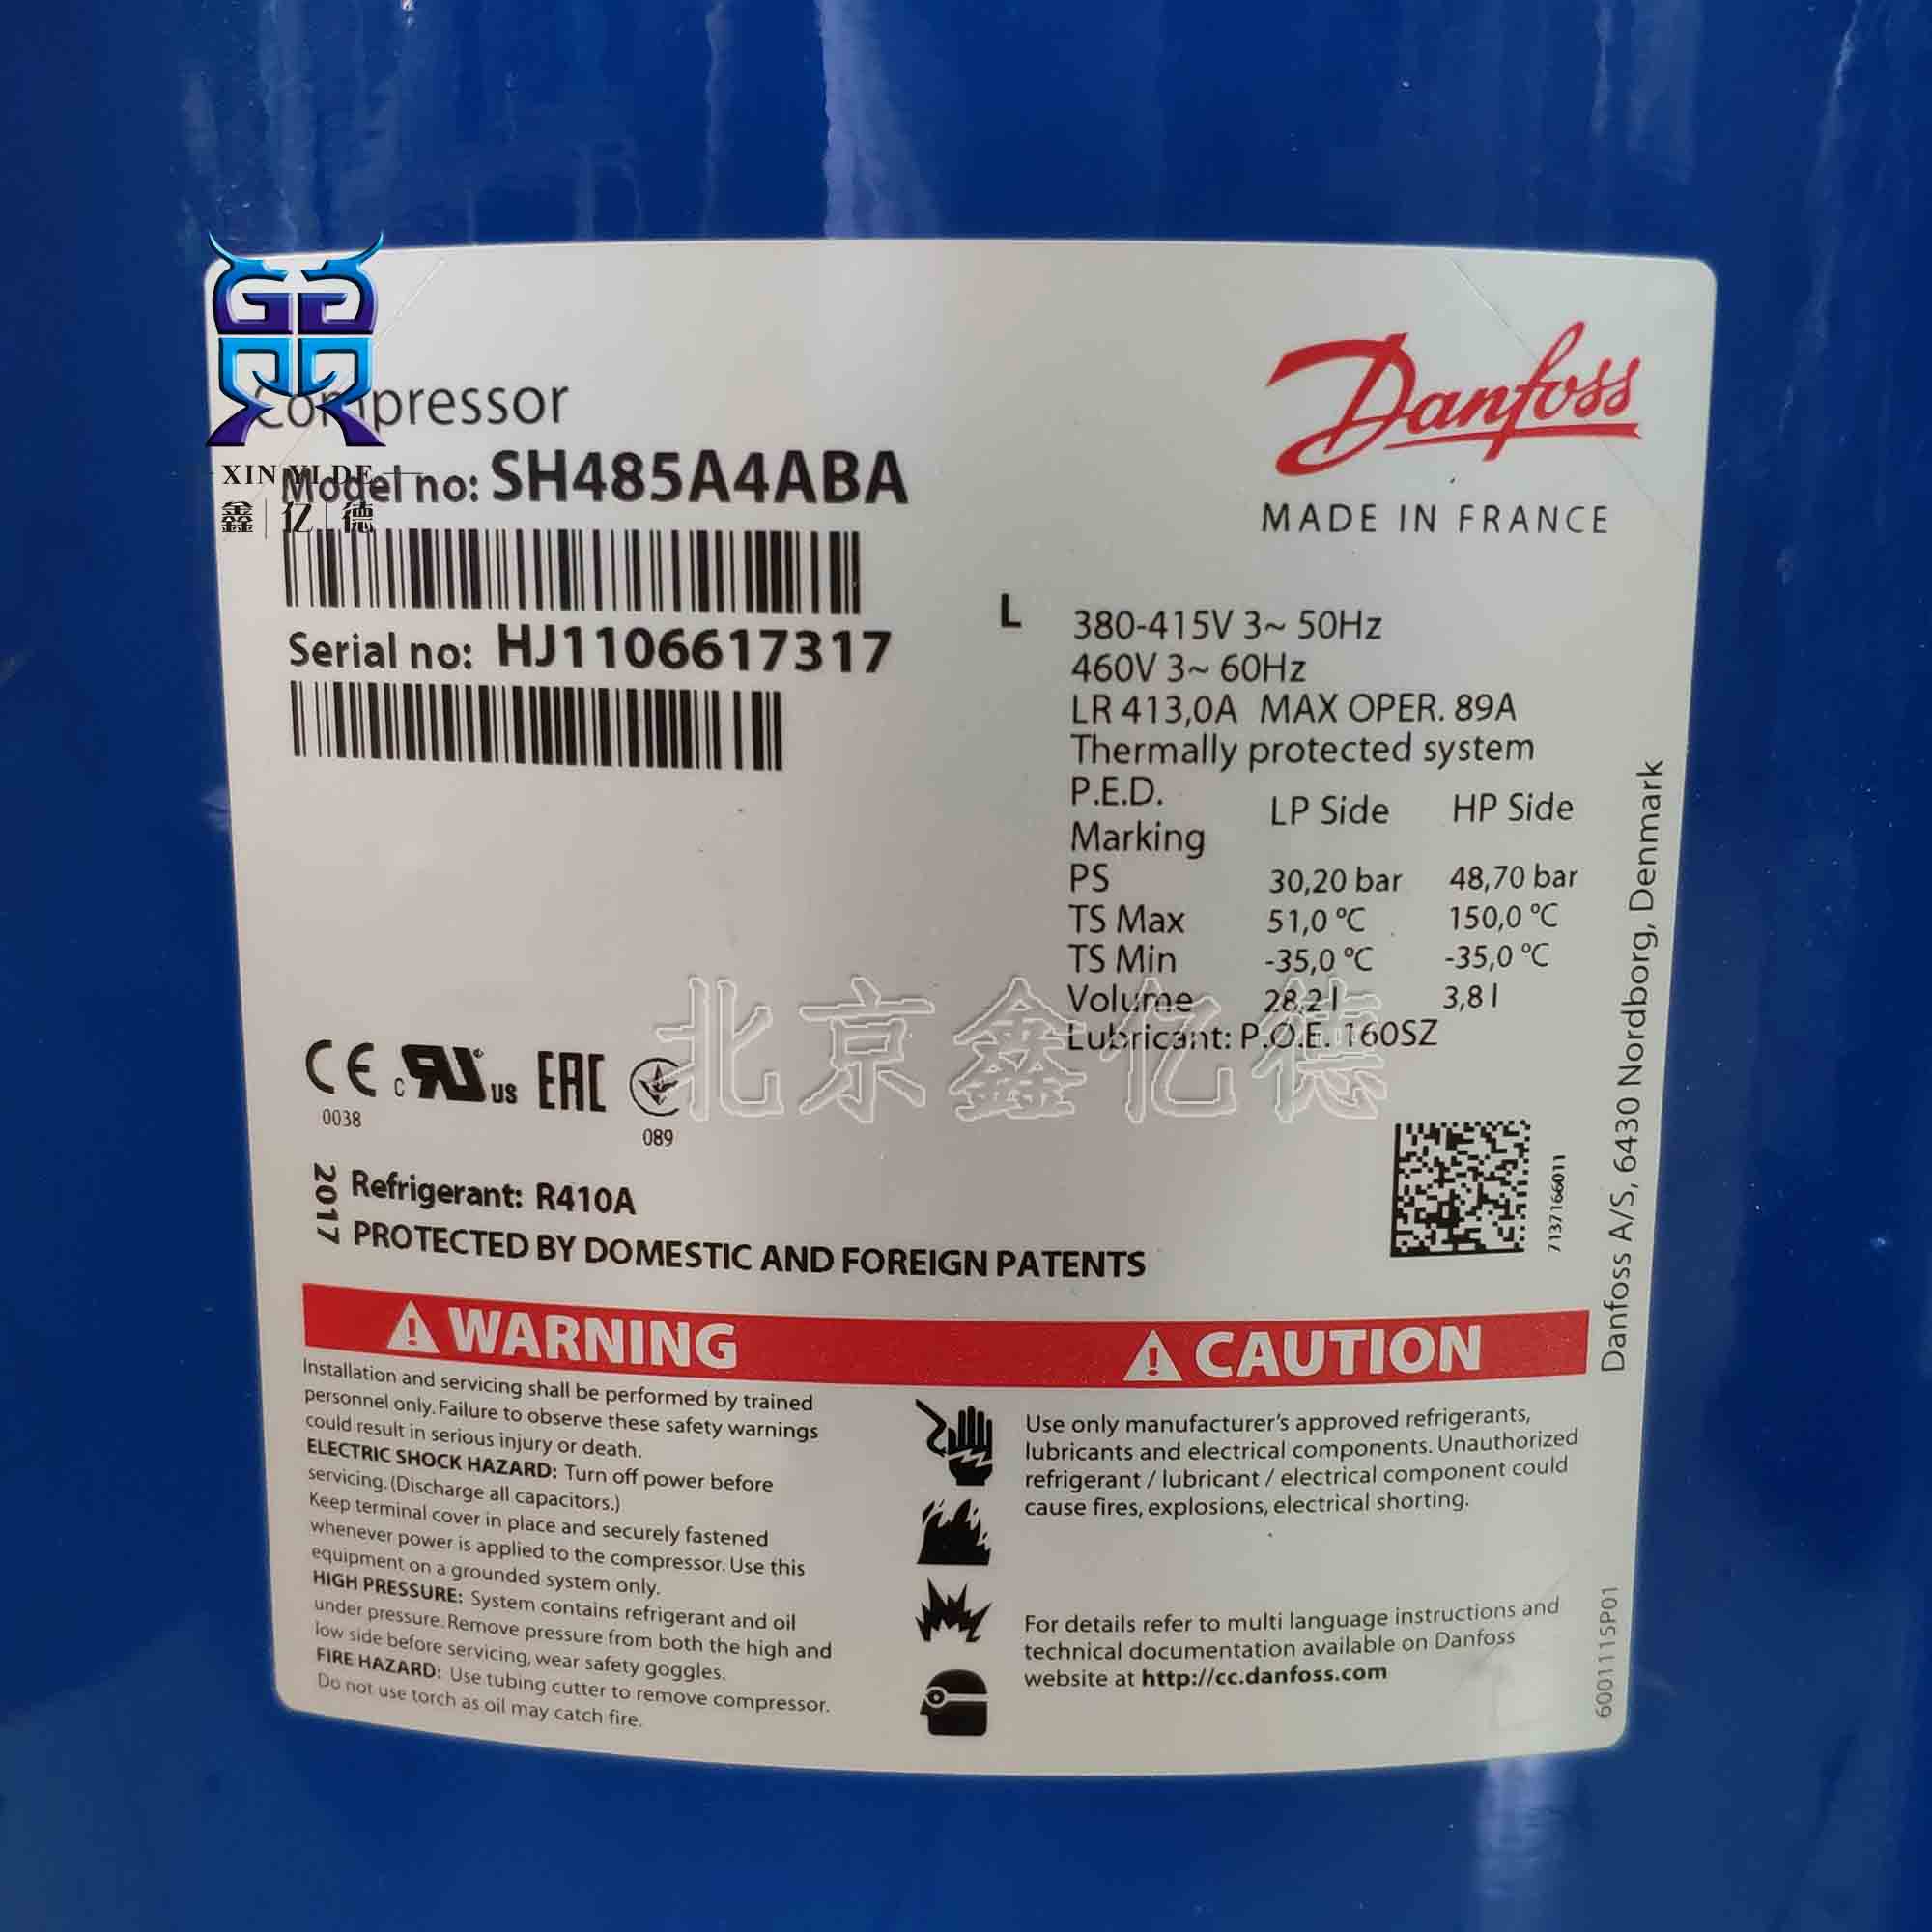 Compressor
Model no: SH485A4ABA
XIN YI DE
鑫 亿 德
Serial no: HJ1106617317
Danfoss
MADE IN FRANCE
L 380-415V 3~ 50Hz
460V 3~ 60Hz
LR 413,0A MAX OPER. 89A
Thermally protected system
P.E.D. LP Side HP Side
Marking
PS 30,20 bar 48,70 bar
TS Max 51,0 °C 150,0 °C
TS Min -35,0 °C -35,0 °C
Volume 28,2 l 3,8 l
Lubricant: P.O.E. 160SZ
北京鑫亿德
CE c RU us EAC
0038 089
2017
Refrigerant: R410A
PROTECTED BY DOMESTIC AND FOREIGN PATENTS
7137166011
Danfoss A/S, 6430 Nordborg, Denmark
WARNING
Installation and servicing shall be performed by trained
personnel only. Failure to observe these safety warnings
could result in serious injury or death.
ELECTRIC SHOCK HAZARD: Turn off power before
servicing. (Discharge all capacitors.)
Keep terminal cover in place and securely fastened
whenever power is applied to the compressor. Use this
equipment on a grounded system only.
HIGH PRESSURE: System contains refrigerant and oil
under pressure. Remove pressure from both the high and
low side before servicing, wear safety goggles.
FIRE HAZARD: Use tubing cutter to remove compressor.
Do not use torch as oil may catch fire.
CAUTION
Use only manufacturer's approved refrigerants,
lubricants and electrical components. Unauthorized
refrigerant / lubricant / electrical component could
cause fires, explosions, electrical shorting.
For details refer to multi language instructions and
technical documentation available on Danfoss
website at http://cc.danfoss.com
6001115P01